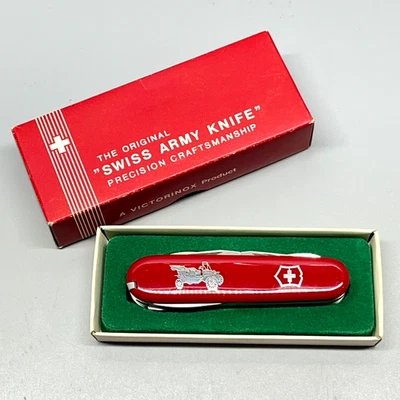 THE ORIGINAL
"SWISS ARMY KNIFE"
PRECISION CRAFTSMANSHIP
A VICTORINOX Product